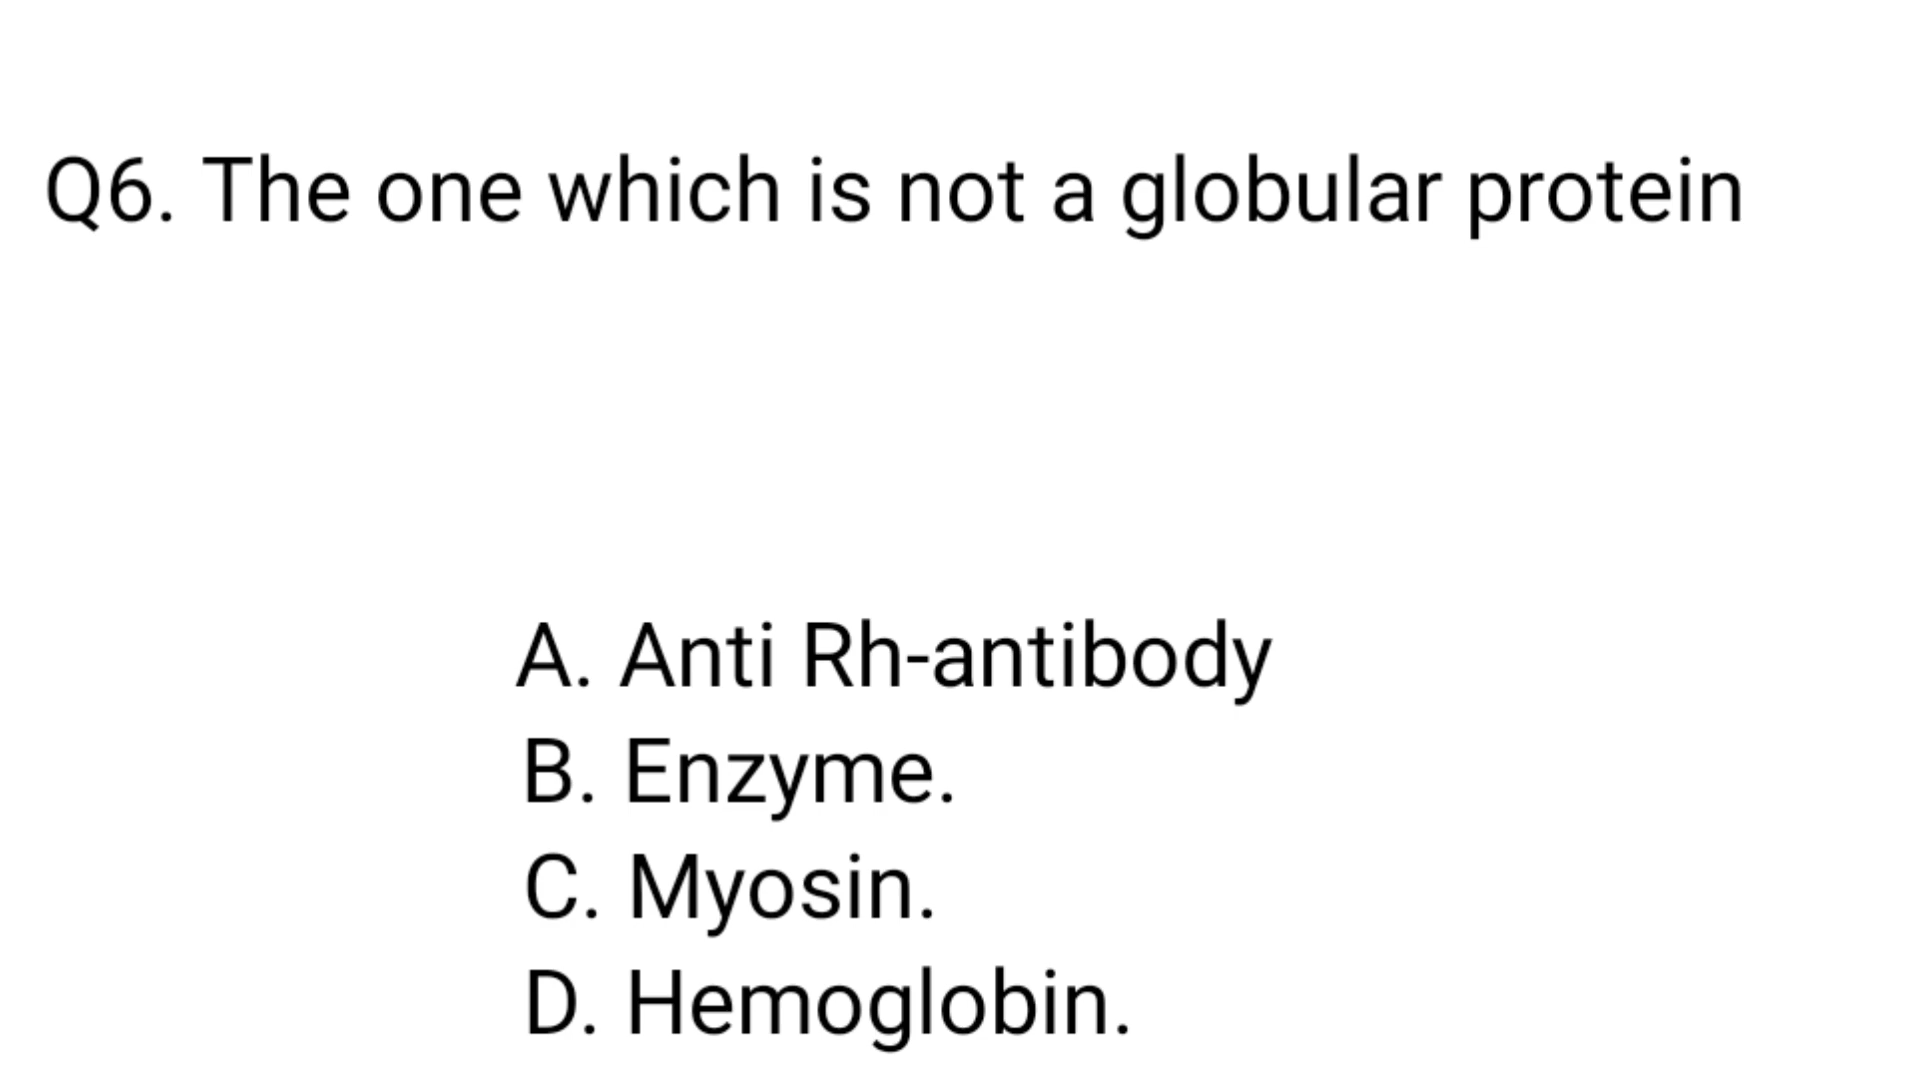 Q6. The one which is not a globular protein
A. Anti Rh-antibody
B. Enzyme.
C. Myosin.
D. Hemoglobin.